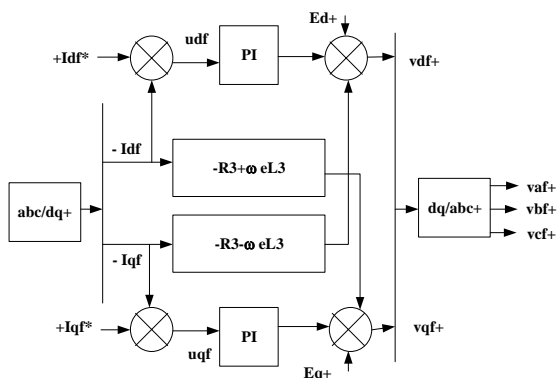 Ed+
udf
+Idf*
PI
vdf+
- Idf
-R3+ω eL3
abc/dq+
dq/abc+
vaf+
vbf+
vcf+
-R3-ω eL3
- Iqf
PI
+Iqf*
uqf
vqf+
Eq+